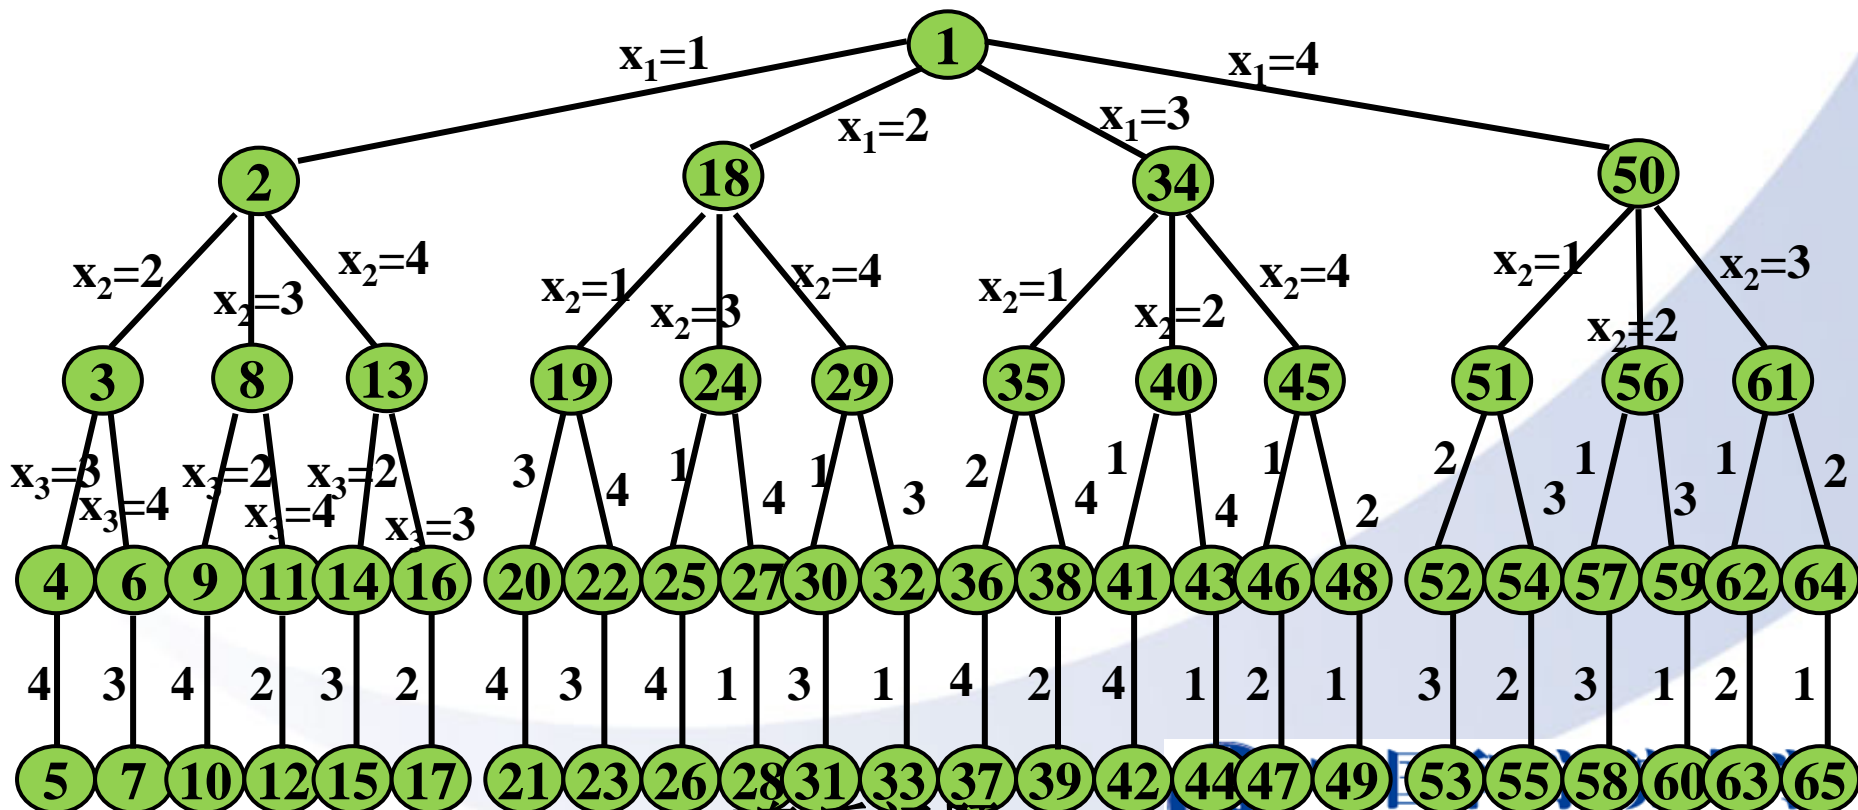 1
x₁=1 x₁=2 x₁=3 x₁=4
2 18 34 50
x₂=2 x₂=3 x₂=4 x₂=1 x₂=3 x₂=4 x₂=1 x₂=2 x₂=4 x₂=1 x₂=2 x₂=3
3 8 13 19 24 29 35 40 45 51 56 61
x₃=3 x₃=4 x₃=2 x₃=4 x₃=2 x₃=3 3 4 1 4 1 3 2 4 1 4 1 2 2 3 1 3 1 2
4 6 9 11 14 16 20 22 25 27 30 32 36 38 41 43 46 48 52 54 57 59 62 64
4 3 4 2 3 2 4 3 4 1 3 1 4 2 4 1 2 1 3 2 3 1 2 1
5 7 10 12 15 17 21 23 26 28 31 33 37 39 42 44 47 49 53 55 58 60 63 65